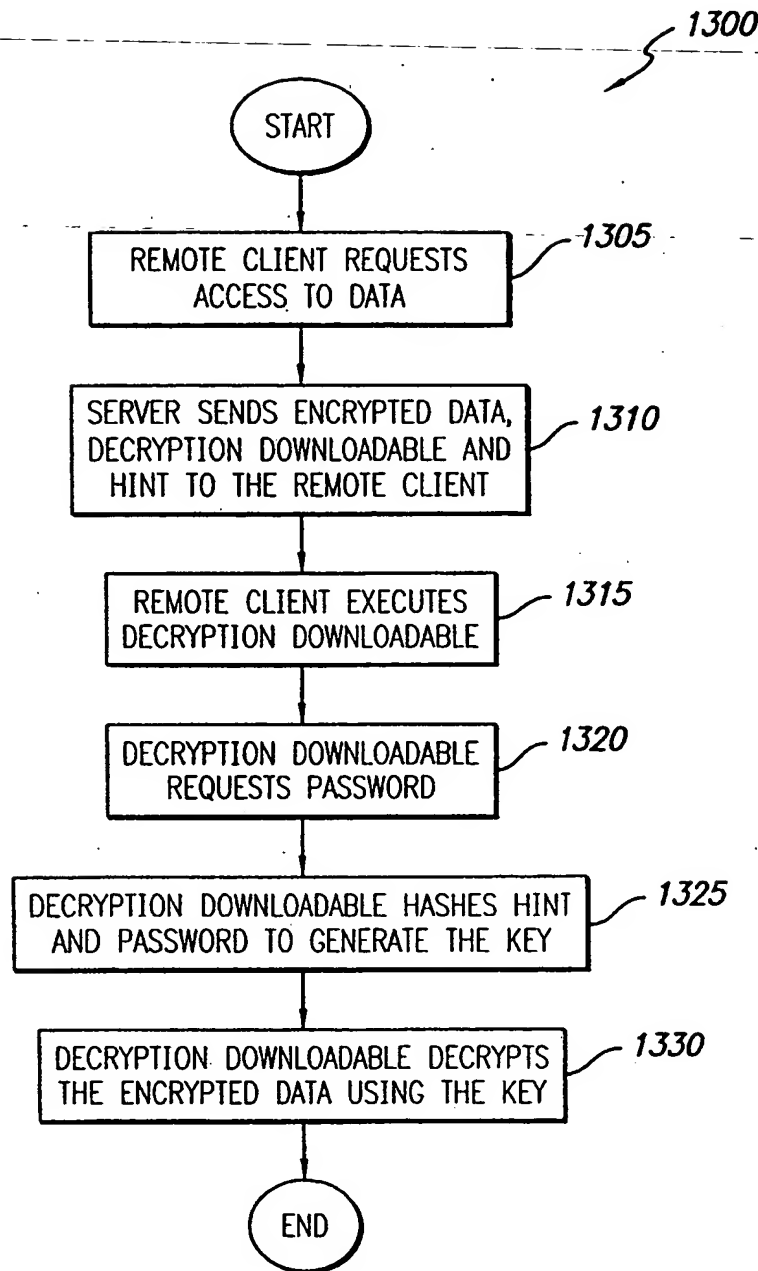 1300
START
REMOTE CLIENT REQUESTS
ACCESS TO DATA
1305
SERVER SENDS ENCRYPTED DATA,
DECRYPTION DOWNLOADABLE AND
HINT TO THE REMOTE CLIENT
1310
REMOTE CLIENT EXECUTES
DECRYPTION DOWNLOADABLE
1315
DECRYPTION DOWNLOADABLE
REQUESTS PASSWORD
1320
DECRYPTION DOWNLOADABLE HASHES HINT
AND PASSWORD TO GENERATE THE KEY
1325
DECRYPTION DOWNLOADABLE DECRYPTS
THE ENCRYPTED DATA USING THE KEY
1330
END